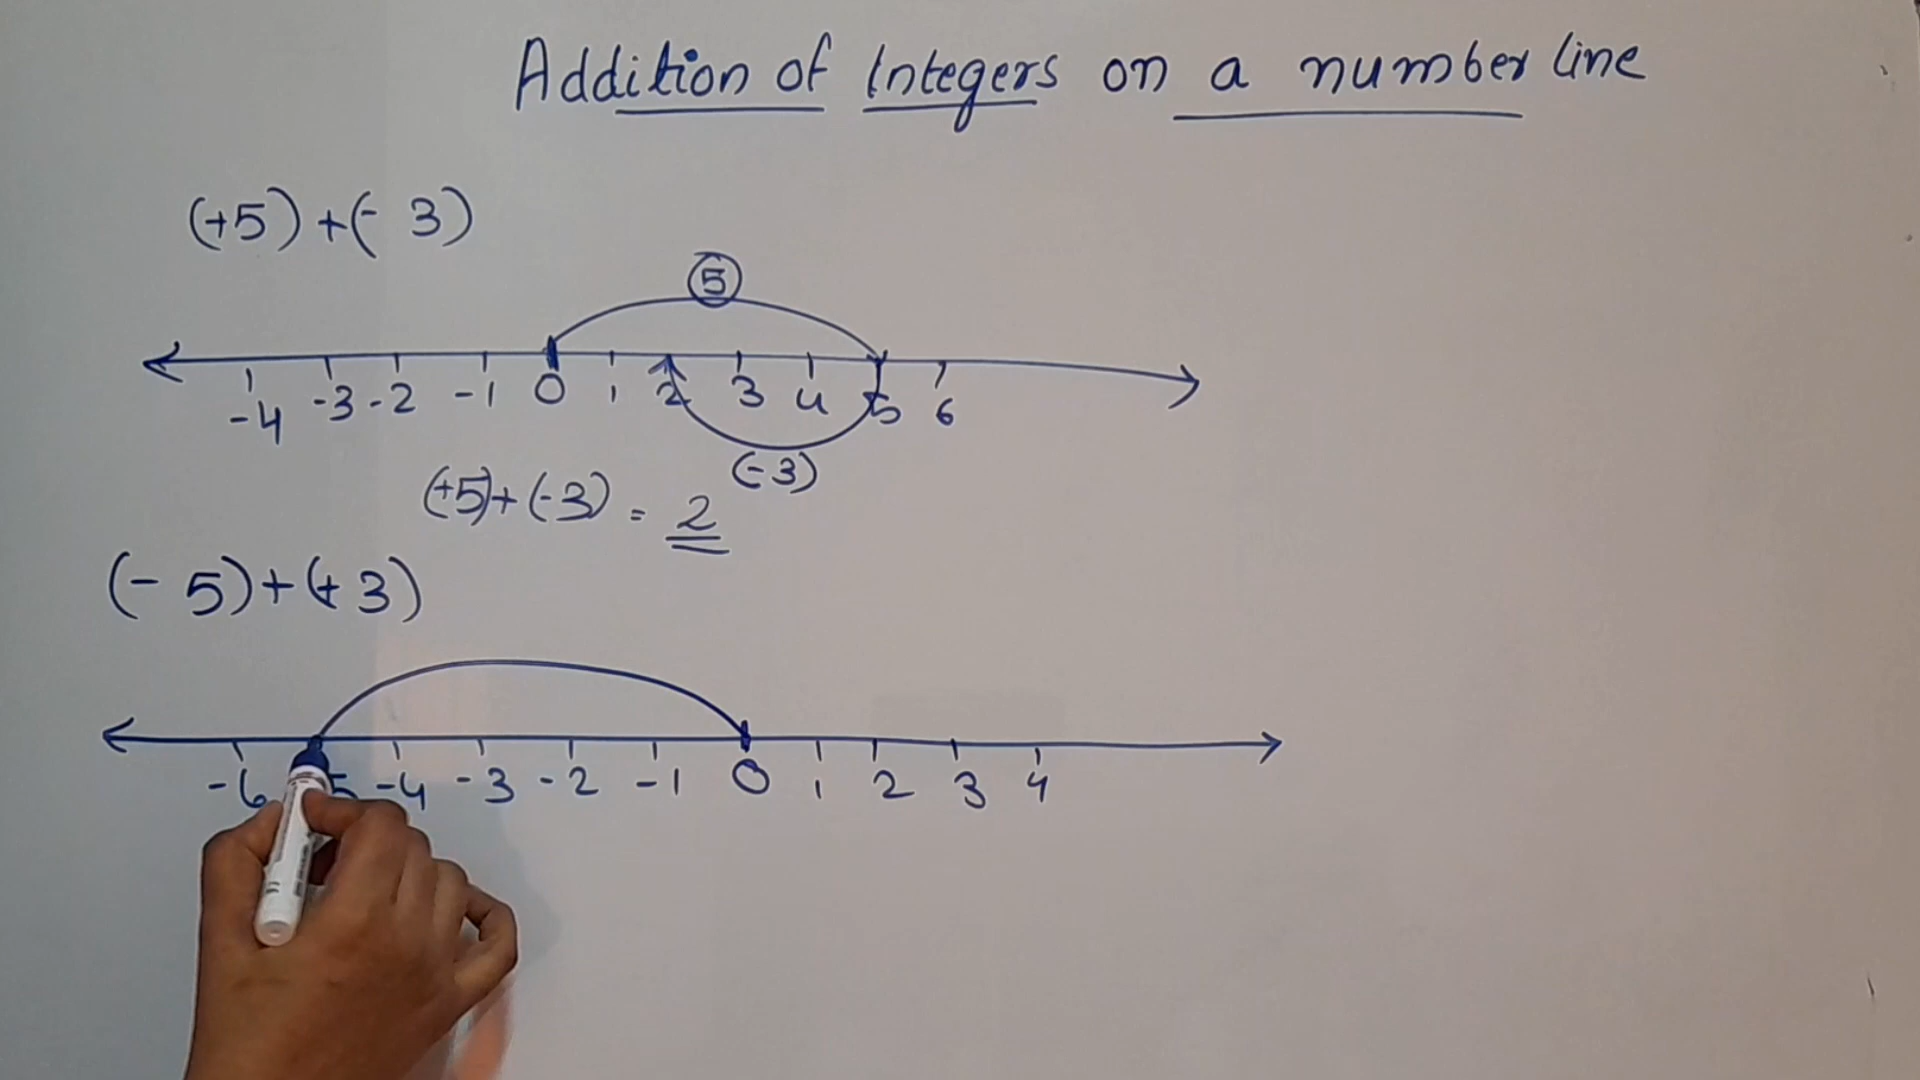 Addition of Integers on a number line
(+5) + (- 3)
5
-4 -3 -2 -1 0 1 2 3 4 5 6
(-3)
(+5) + (-3) = 2
(- 5) + (+ 3)
-6 5 -4 -3 -2 -1 0 1 2 3 4